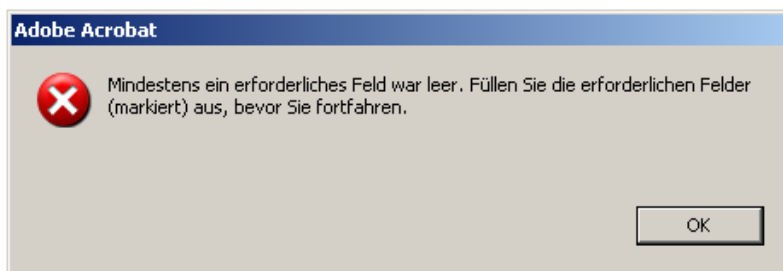 Adobe Acrobat
Mindestens ein erforderliches Feld war leer. Füllen Sie die erforderlichen Felder
(markiert) aus, bevor Sie fortfahren.
OK